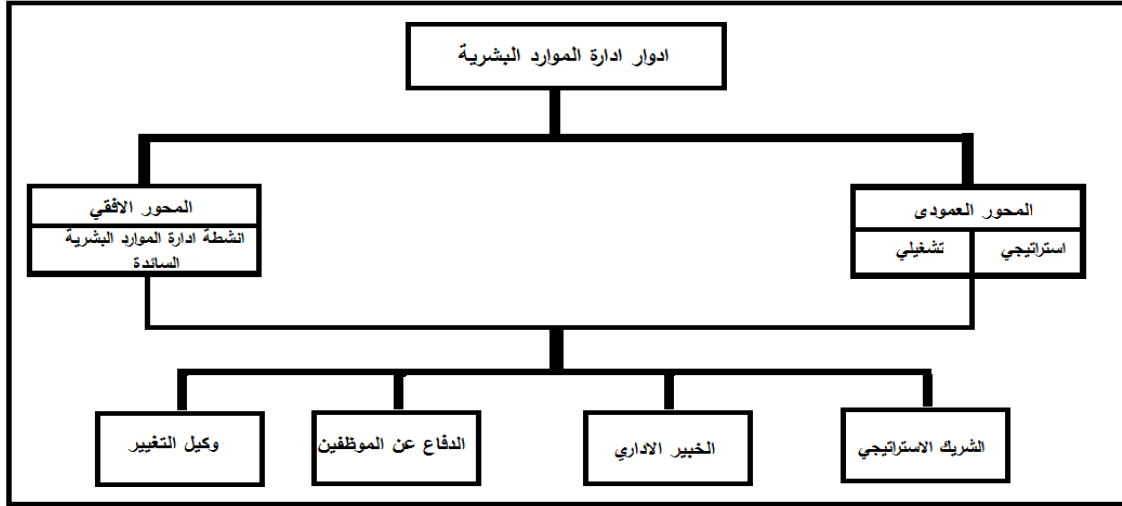 ادوار ادارة الموارد البشرية
المحور العمودى
استراتيجي
تشغيلي
المحور الافقي
انشطة ادارة الموارد البشرية
السائدة
الشريك الاستراتيجي
الخبير الاداري
الدفاع عن الموظفين
وكيل التغيير